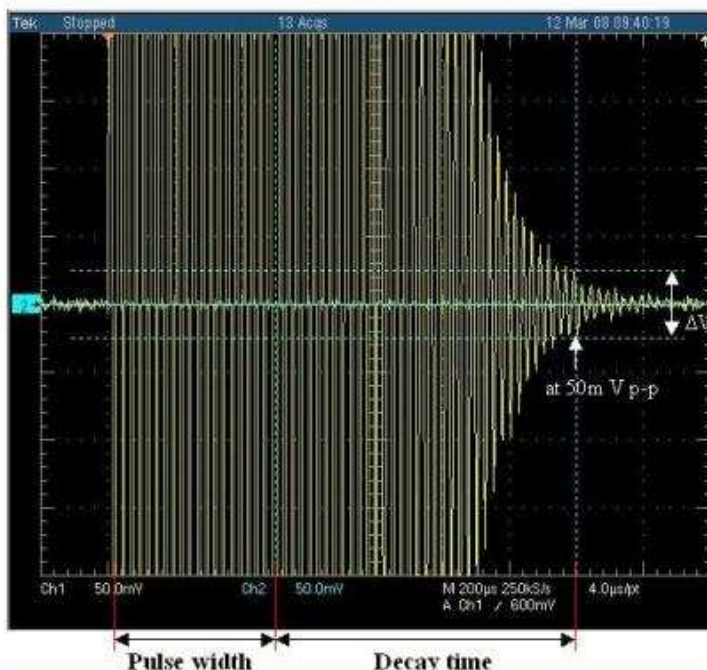 Tek Stopped 13 Acqs 12 Mar 08 09:40:19
ΔV
at 50m V p-p
Ch1 50.0mV Ch2 50.0mV M 200µs 250kS/s 4.0µs/pt
A Ch1 / 600mV
Pulse width Decay time